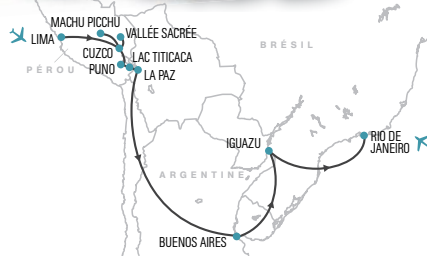 MACHU PICCHU
VALLÉE SACRÉE
LIMA
BRÉSIL
CUZCO
LAC TITICACA
PÉROU
PUNO
LA PAZ
RIO DE
JANEIRO
IGUAZU
ARGENTINE
BUENOS AIRES